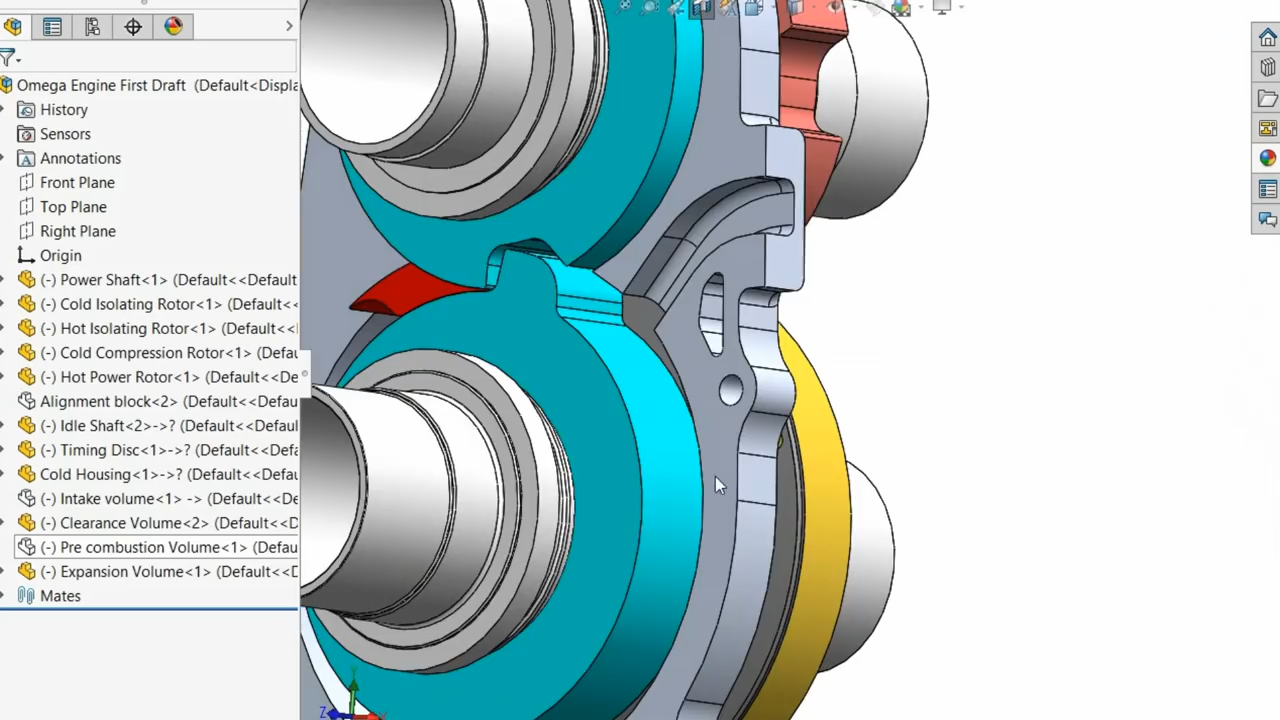 Omega Engine First Draft (Default<Displa
History
Sensors
Annotations
Front Plane
Top Plane
Right Plane
Origin
(-) Power Shaft<1> (Default<<Default
(-) Cold Isolating Rotor<1> (Default
(-) Hot Isolating Rotor<1> (Default<
(-) Cold Compression Rotor<1> (Defau
(-) Hot Power Rotor<1> (Default<<De
Alignment block<2> (Default<<Defau
(-) Idle Shaft<2>->? (Default<<Defau
(-) Timing Disc<1>->? (Default<<Defa
Cold Housing<1>->? (Default<<Defa
(-) Intake volume<1> -> (Default<<De
(-) Clearance Volume<2> (Default<<D
(-) Pre combustion Volume<1> (Defau
(-) Expansion Volume<1> (Default<<D
Mates
Z